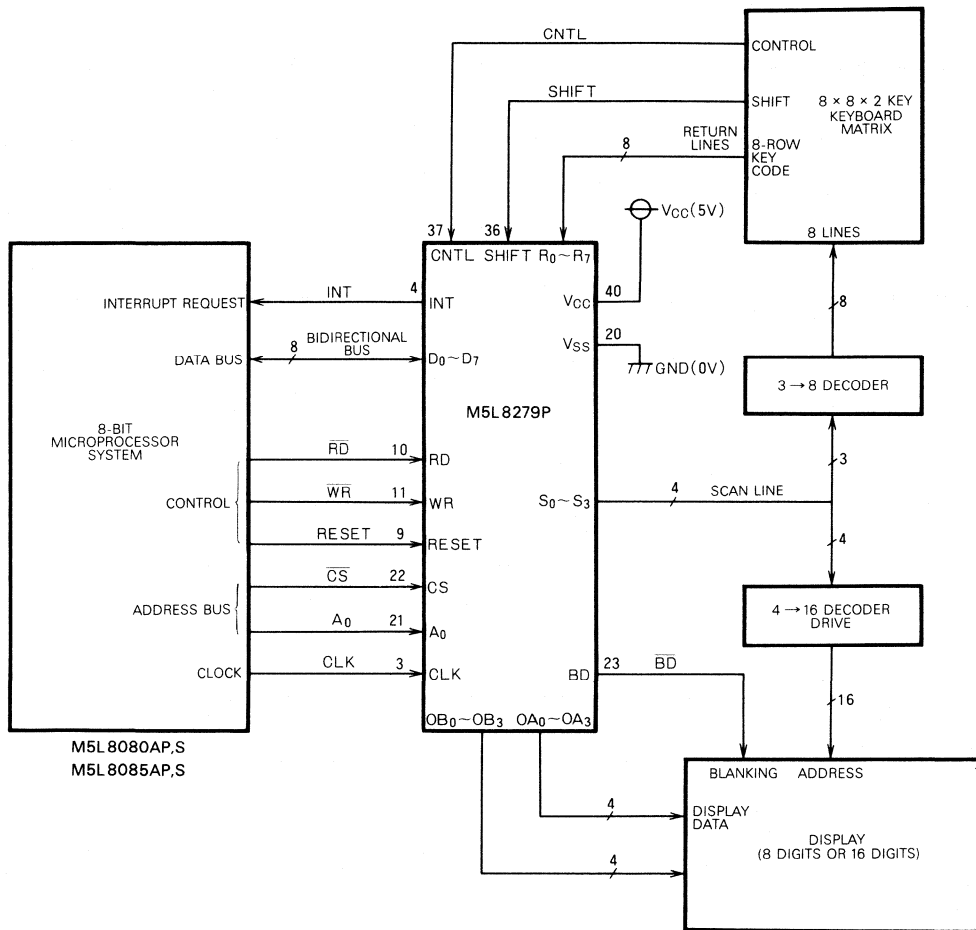 CNTL
CONTROL
SHIFT
SHIFT
8 × 8 × 2 KEY
KEYBOARD
MATRIX
RETURN
LINES
8
8-ROW
KEY
CODE
8 LINES
VCC(5V)
37
36
CNTL SHIFT R0~R7
INTERRUPT REQUEST
INT
4
INT
VCC
40
DATA BUS
8
BIDIRECTIONAL
BUS
D0~D7
VSS
20
GND(0V)
8
3→8 DECODER
M5L8279P
8-BIT
MICROPROCESSOR
SYSTEM
3
CONTROL
R̅D̅
10
RD
W̅R̅
11
WR
S0~S3
4
SCAN LINE
RESET
9
RESET
4
ADDRESS BUS
C̅S̅
22
CS
A0
21
A0
4→16 DECODER
DRIVE
CLOCK
CLK
3
CLK
BD
23
B̅D̅
16
OB0~OB3 OA0~OA3
M5L8080AP,S
M5L8085AP,S
BLANKING ADDRESS
4
DISPLAY
DATA
DISPLAY
(8 DIGITS OR 16 DIGITS)
4